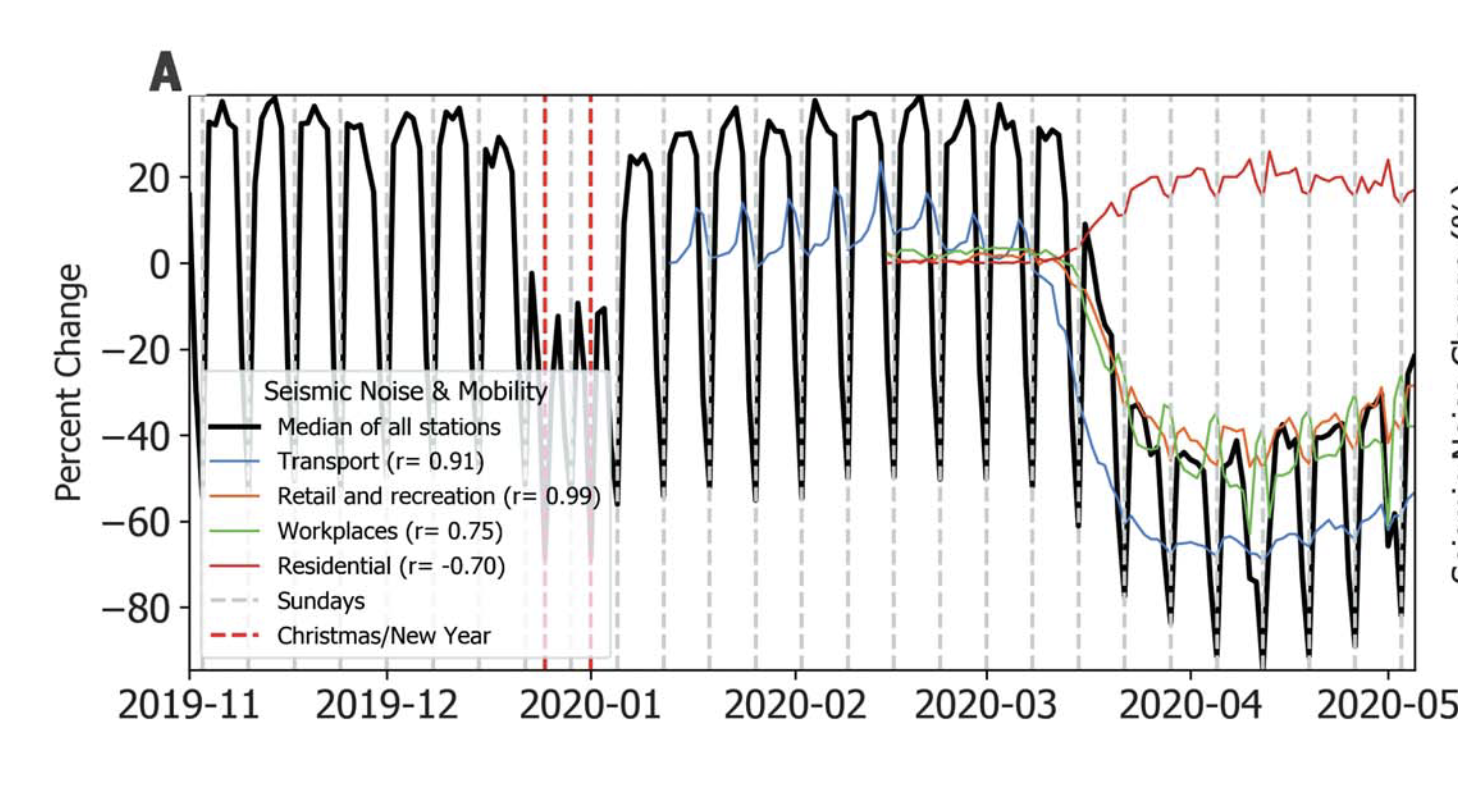 A
Percent Change
20
0
−20
−40
−60
−80
Seismic Noise & Mobility
Median of all stations
Transport (r= 0.91)
Retail and recreation (r= 0.99)
Workplaces (r= 0.75)
Residential (r= -0.70)
Sundays
Christmas/New Year
2019-11 2019-12 2020-01 2020-02 2020-03 2020-04 2020-05